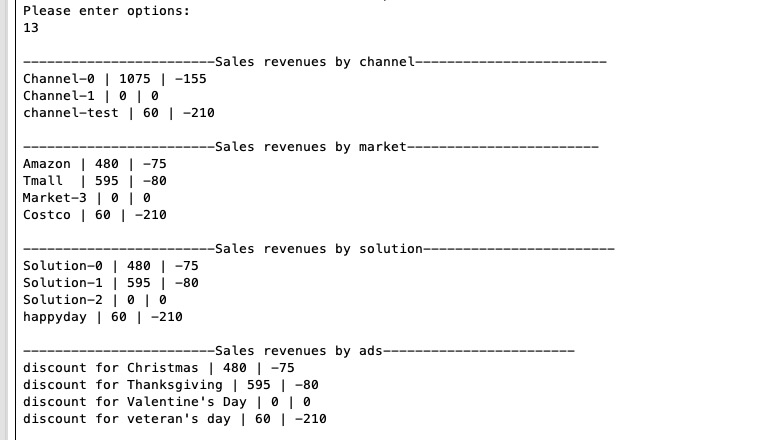 Please enter options:
13
------------------------Sales revenues by channel------------------------
Channel-0 | 1075 | -155
Channel-1 | 0 | 0
channel-test | 60 | -210
------------------------Sales revenues by market------------------------
Amazon | 480 | -75
Tmall  | 595 | -80
Market-3 | 0 | 0
Costco | 60 | -210
------------------------Sales revenues by solution------------------------
Solution-0 | 480 | -75
Solution-1 | 595 | -80
Solution-2 | 0 | 0
happyday | 60 | -210
------------------------Sales revenues by ads------------------------
discount for Christmas | 480 | -75
discount for Thanksgiving | 595 | -80
discount for Valentine's Day | 0 | 0
discount for veteran's day | 60 | -210